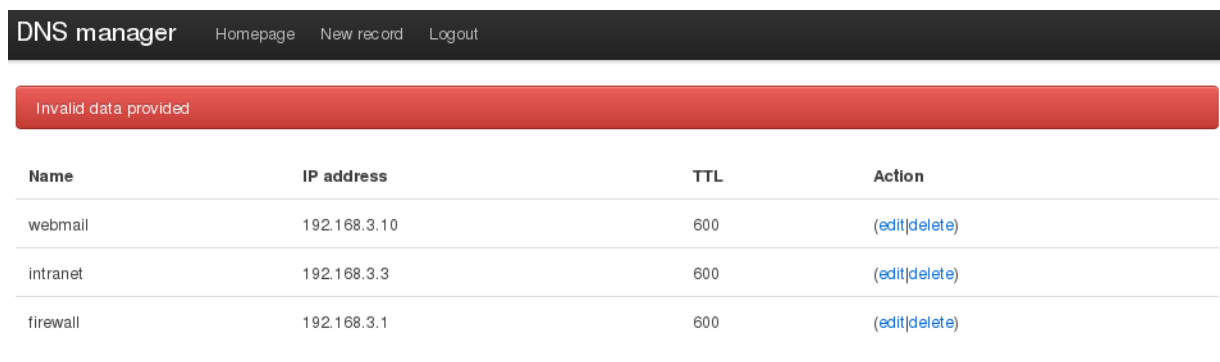 DNS manager Homepage New record Logout
Invalid data provided
Name IP address TTL Action
webmail 192.168.3.10 600 (edit|delete)
intranet 192.168.3.3 600 (edit|delete)
firewall 192.168.3.1 600 (edit|delete)